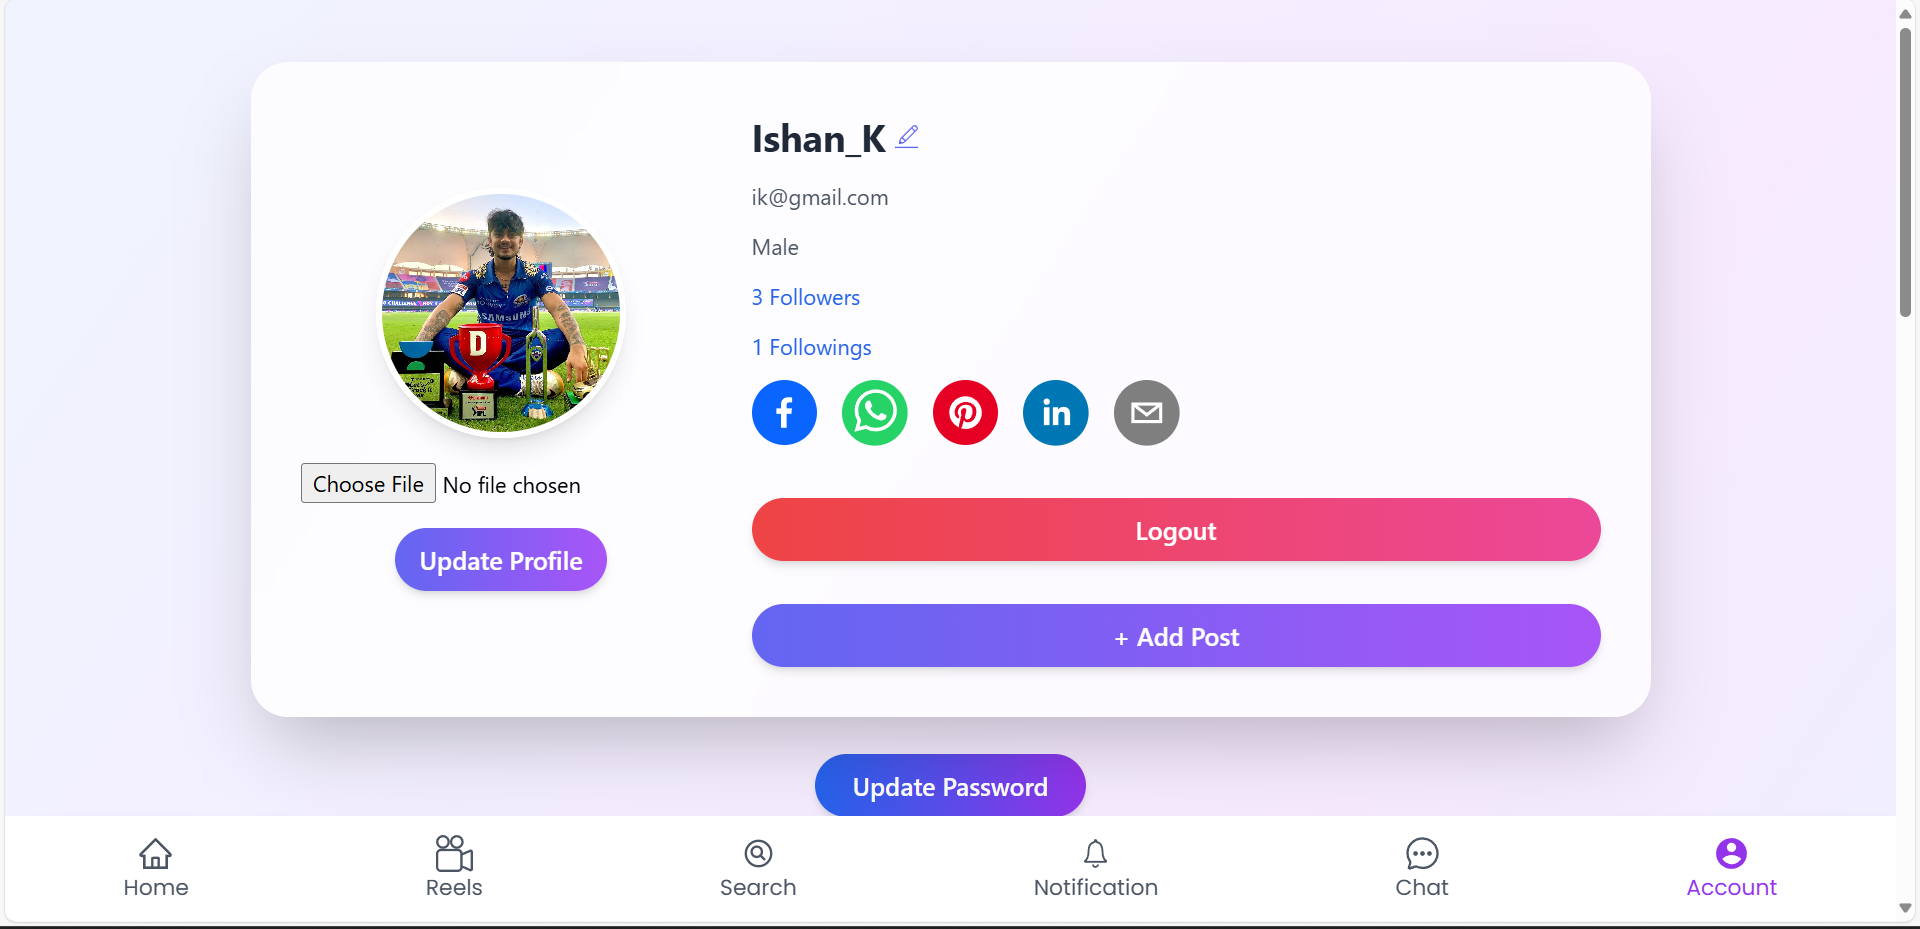 Ishan_K
ik@gmail.com
Male
3 Followers
1 Followings
SAMSUNG
D
Choose File No file chosen
Update Profile
Logout
+ Add Post
Update Password
Home
Reels
Search
Notification
Chat
Account